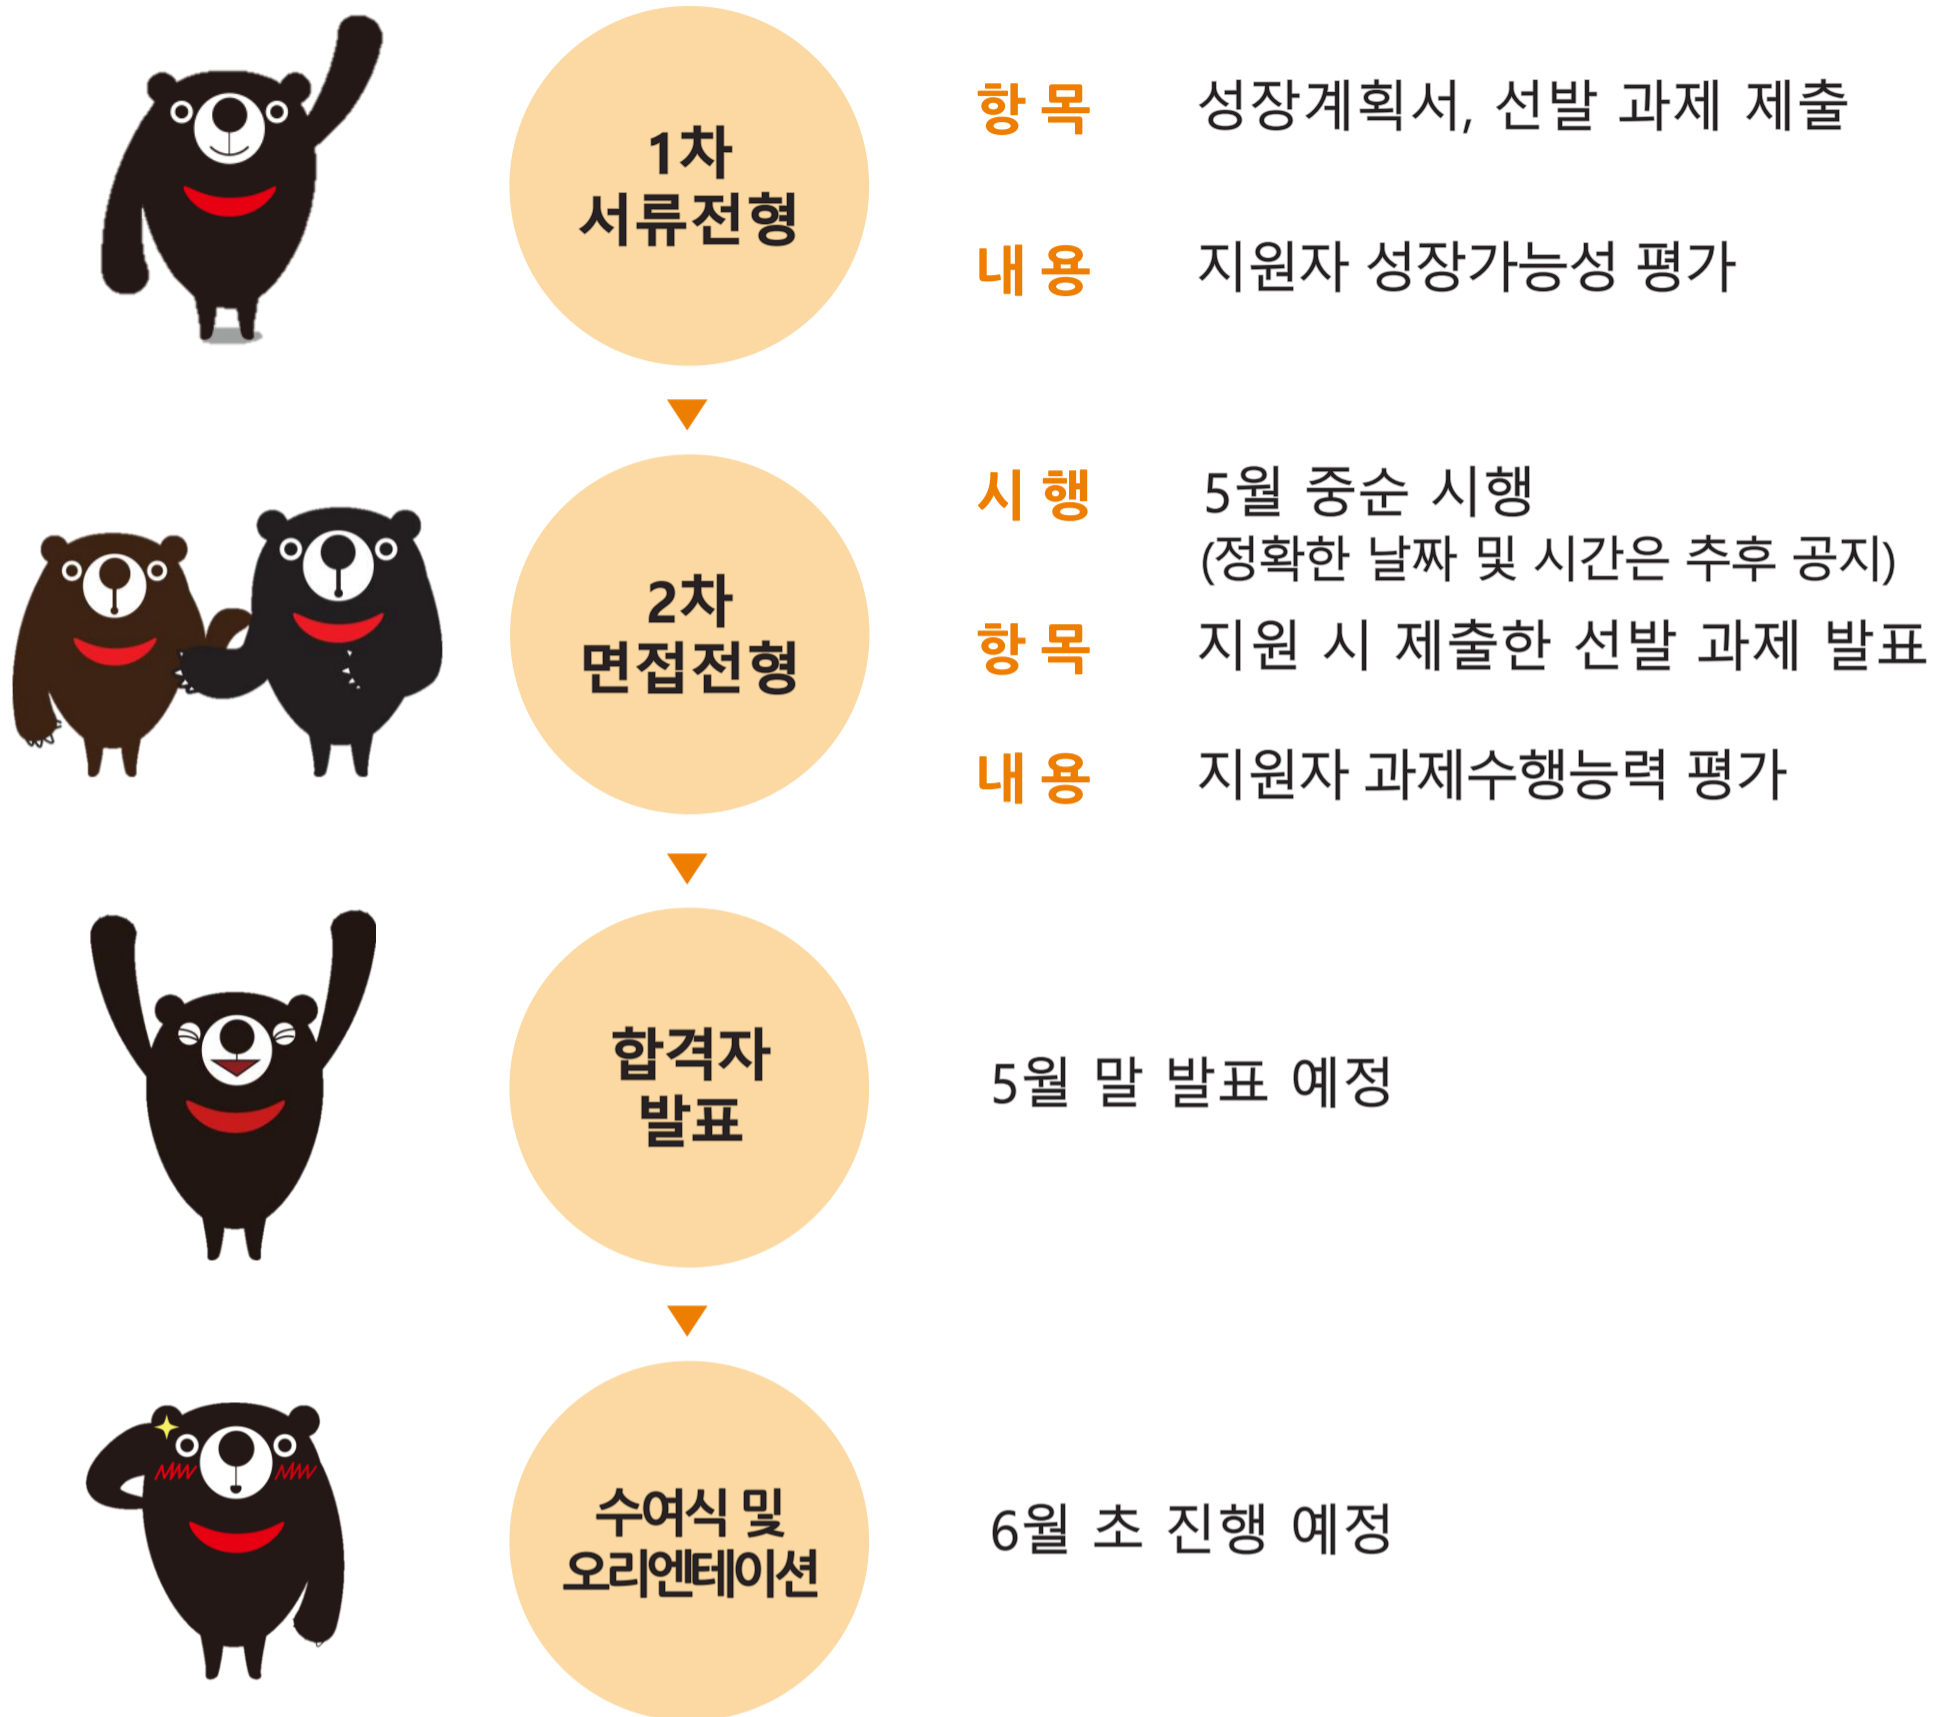 1차
서류전형
항목 성장계획서, 선발 과제 제출
내용 지원자 성장가능성 평가
2차
면접전형
시행 5월 중순 시행
(정확한 날짜 및 시간은 추후 공지)
항목 지원 시 제출한 선발 과제 발표
내용 지원자 과제수행능력 평가
합격자
발표
5월 말 발표 예정
수여식 및
오리엔테이션
6월 초 진행 예정